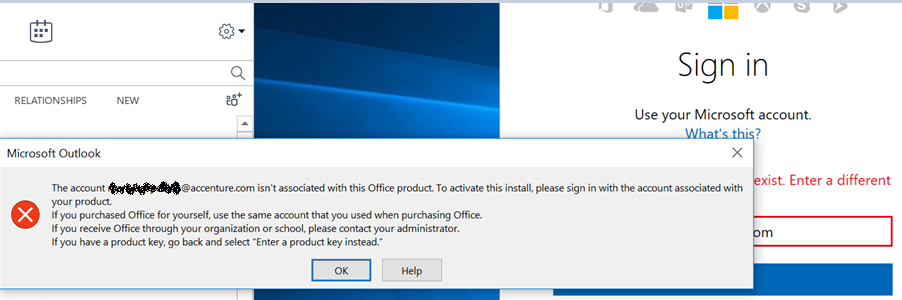 Sign in
Use your Microsoft account.
What's this?
RELATIONSHIPS NEW
Microsoft Outlook
The account @accenture.com isn't associated with this Office product. To activate this install, please sign in with the account associated with
your product.
If you purchased Office for yourself, use the same account that you used when purchasing Office.
If you receive Office through your organization or school, please contact your administrator.
If you have a product key, go back and select "Enter a product key instead."
OK Help
exist. Enter a different
om